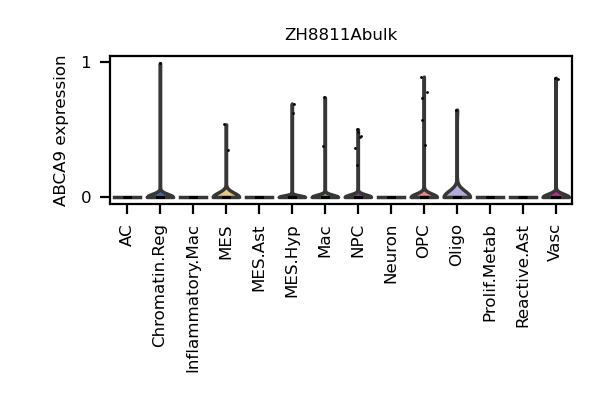 ZH8811Abulk
ABCA9 expression
1
0
AC
Chromatin.Reg
Inflammatory.Mac
MES
MES.Ast
MES.Hyp
Mac
NPC
Neuron
OPC
Oligo
Prolif.Metab
Reactive.Ast
Vasc